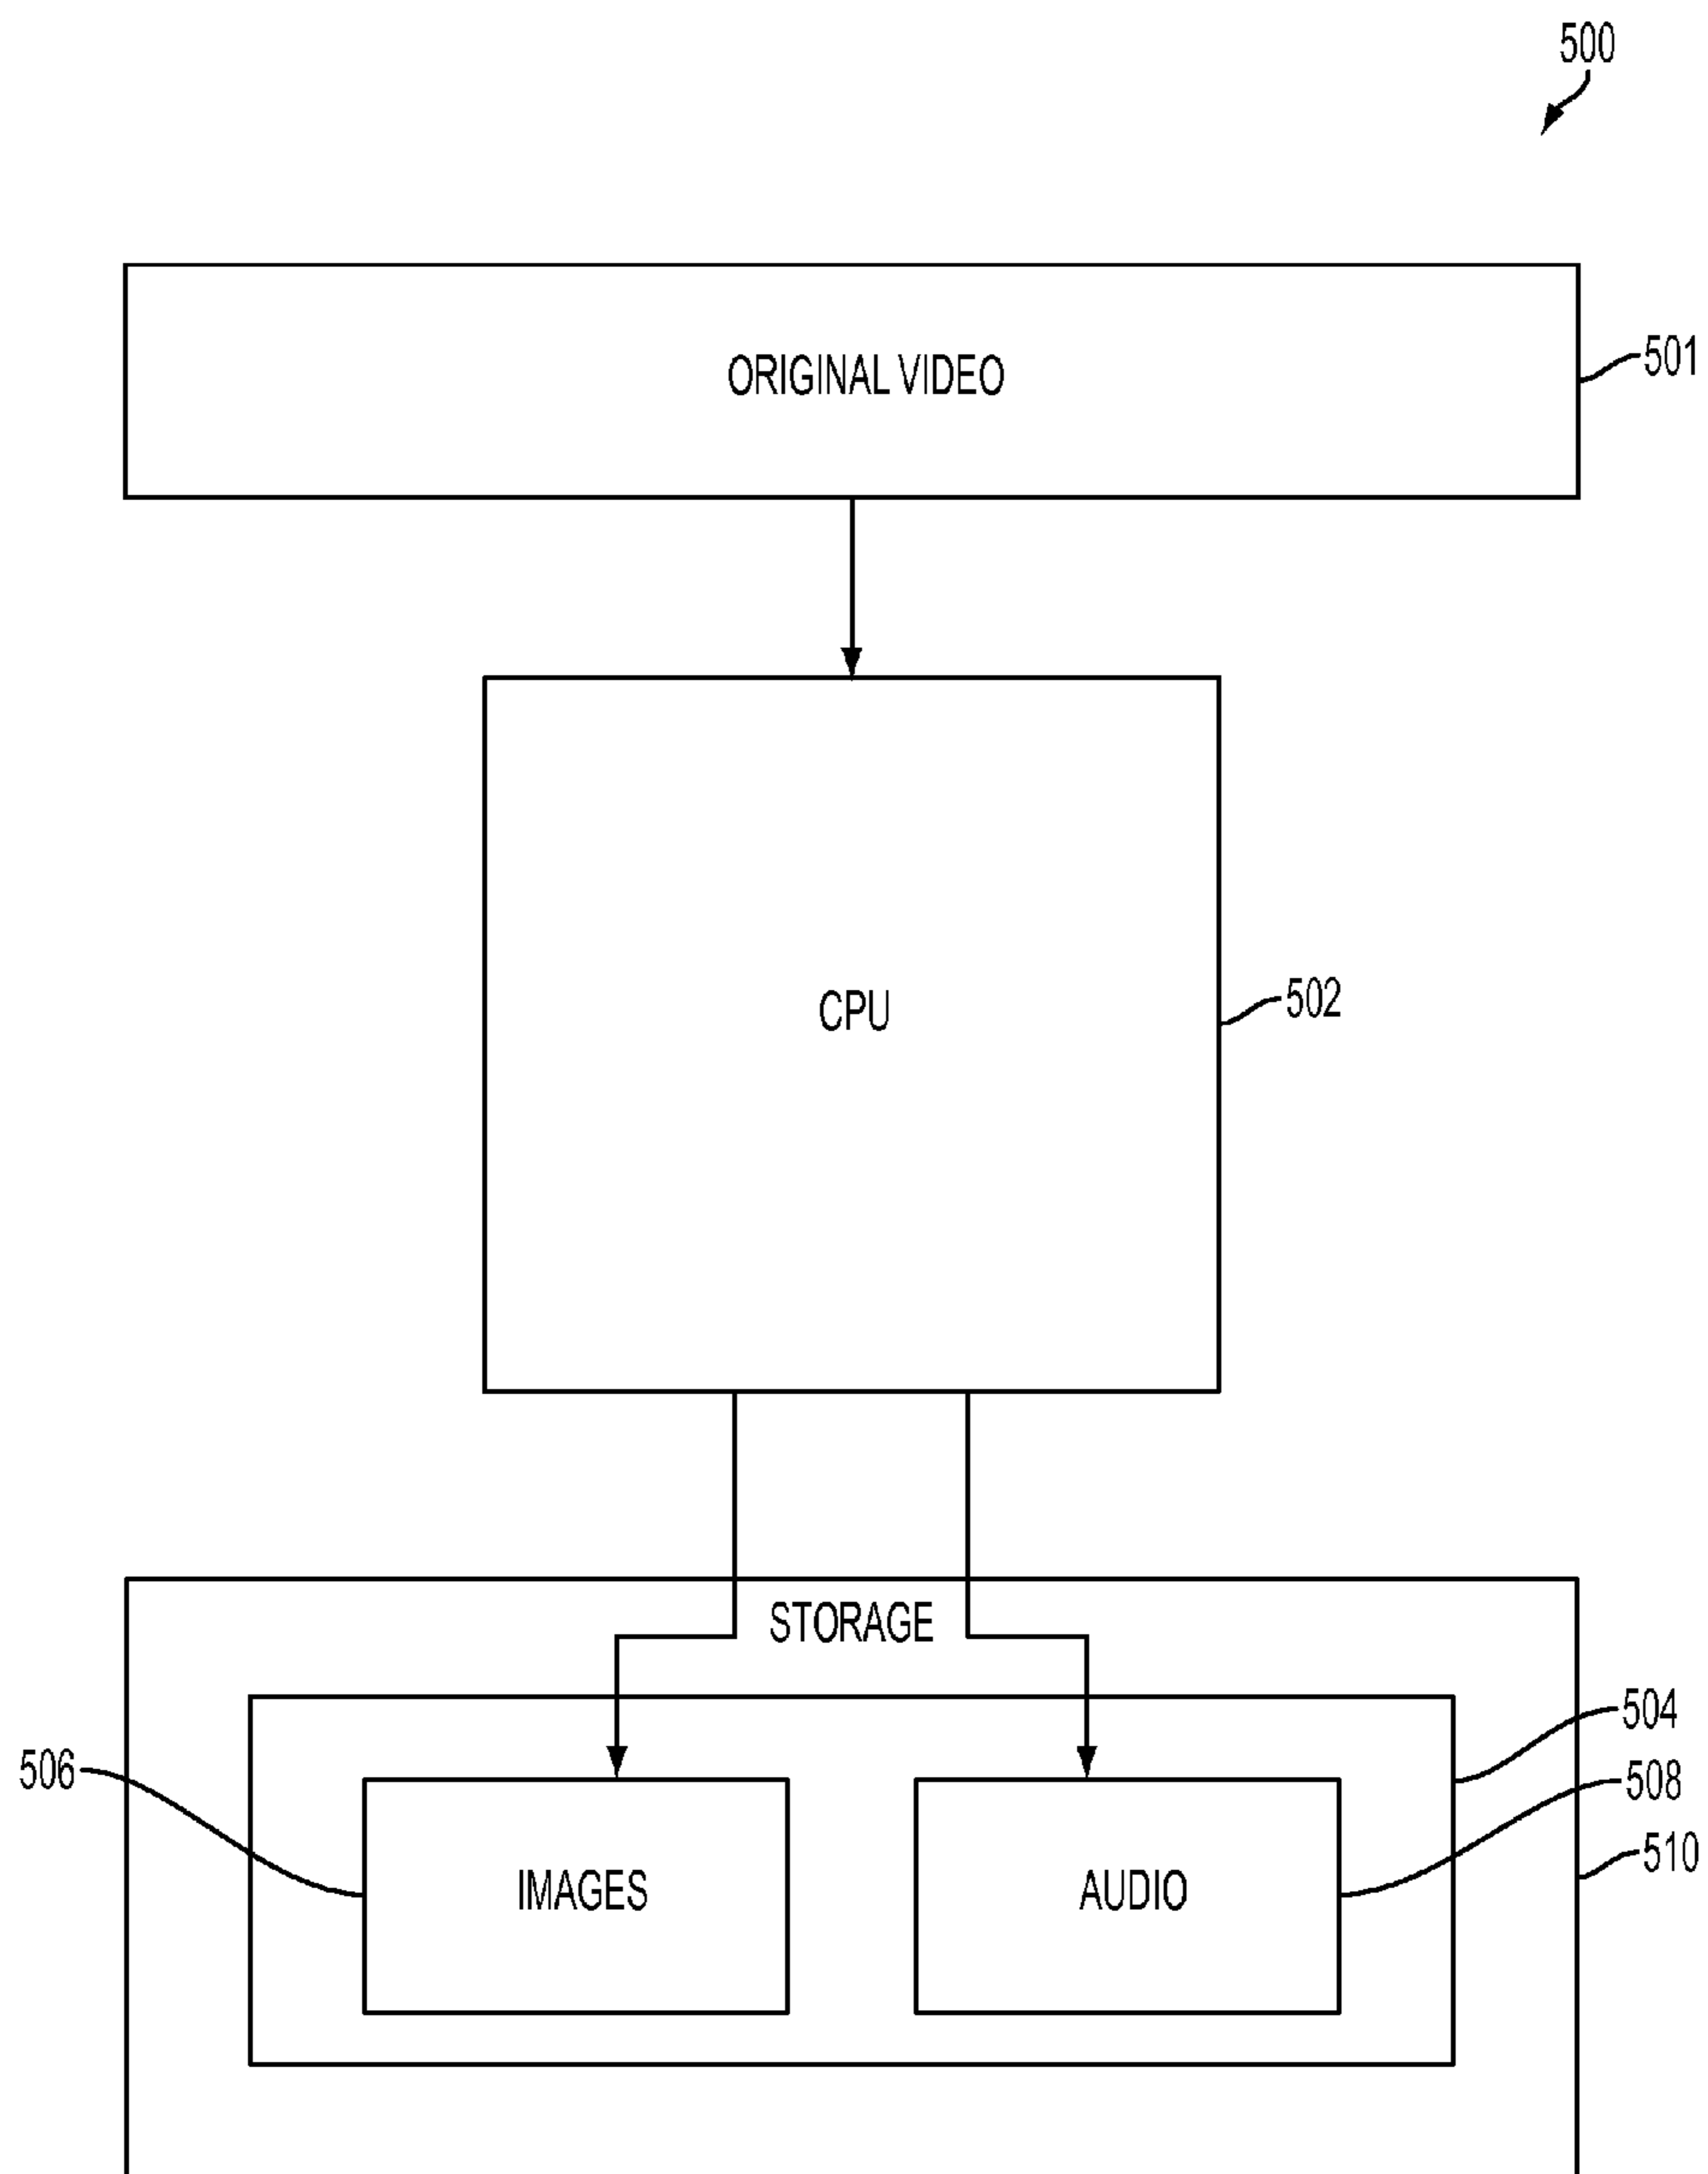 500
ORIGINAL VIDEO
501
CPU
502
STORAGE
504
506
508
510
IMAGES
AUDIO